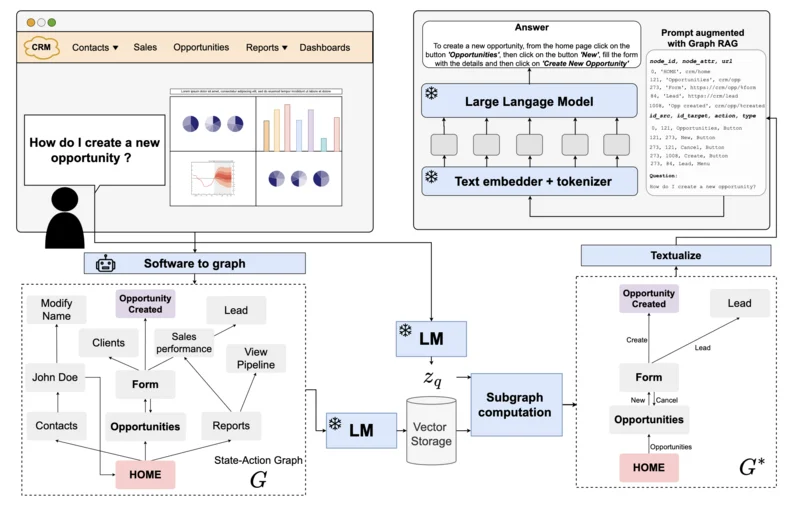 CRM
Contacts ▼ Sales Opportunities Reports ▼ Dashboards
How do I create a new
opportunity ?
Answer
To create a new opportunity, from the home page click on the
button 'Opportunities', then click on the button 'New', fill the form
with the details and then click on 'Create New Opportunity'
Large Langage Model
Text embedder + tokenizer
Prompt augmented
with Graph RAG
node_id, node_attr, url
0, 'HOME', crm/home
121, 'Opportunities', crm/opp
273, 'Form', https://crm/opp/%form
84, 'Lead', https://crm/lead
1008, 'Opp created', crm/opp/%created
id_src, id_target, action, type
0, 121, Opportunities, Button
121, 273, New, Button
273, 121, Cancel, Button
273, 1008, Create, Button
273, 84, Lead, Menu
Question:
How do I create a new opportunity?
Software to graph
Textualize
Modify
Name
Opportunity
Created
Lead
Clients
Sales
performance
View
Pipeline
John Doe
Form
Contacts
Opportunities
Reports
HOME
State-Action Graph
G
LM
z_q
LM
Vector
Storage
Subgraph
computation
Opportunity
Created
Lead
Create
Lead
Form
New
Cancel
Opportunities
Opportunities
HOME
G*